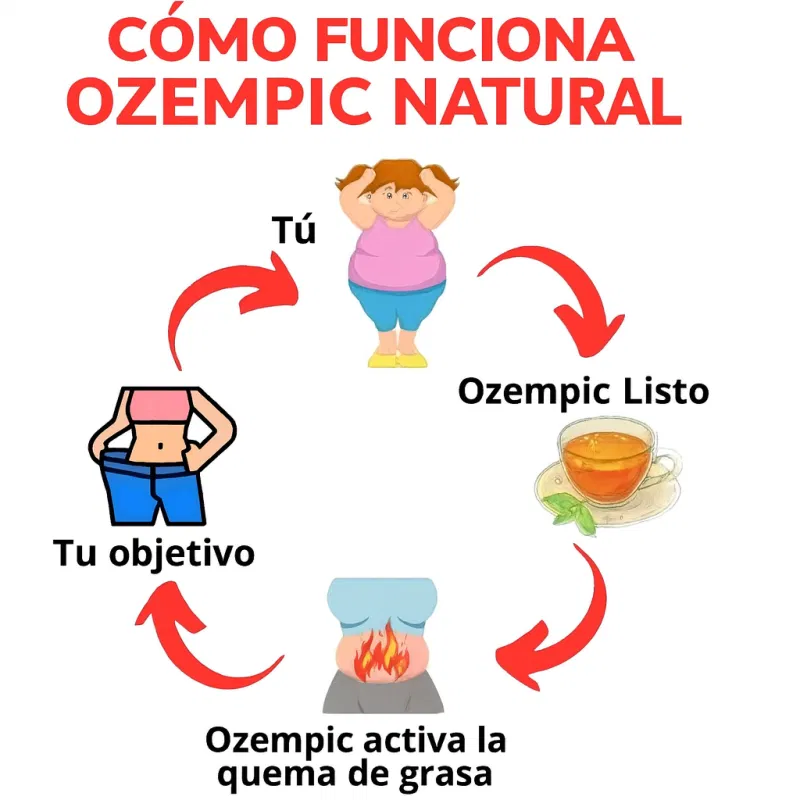 CÓMO FUNCIONA
OZEMPIC NATURAL
Tú
Ozempic Listo
Tu objetivo
Ozempic activa la
quema de grasa